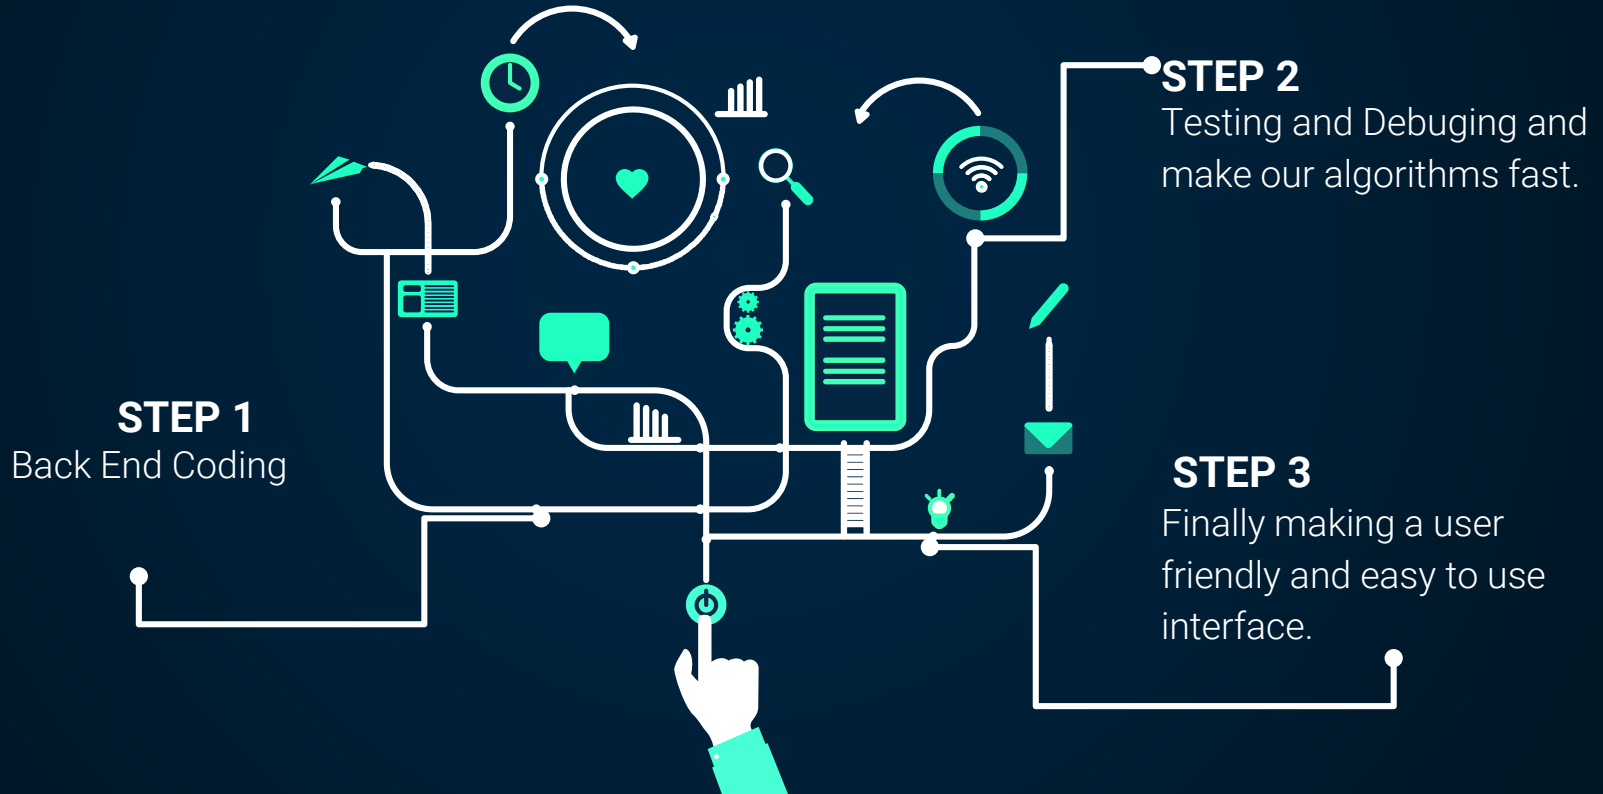 STEP 1
Back End Coding
STEP 2
Testing and Debuging and
make our algorithms fast.
STEP 3
Finally making a user
friendly and easy to use
interface.